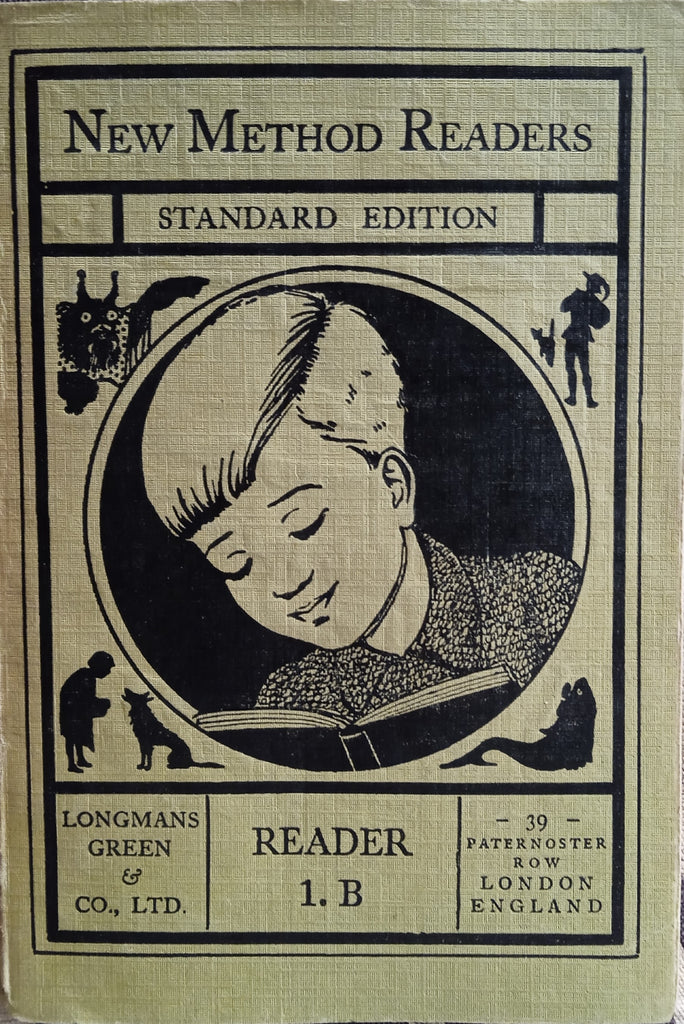 NEW METHOD READERS
STANDARD EDITION
LONGMANS
GREEN
&
CO., LTD.
READER
1. B
– 39 –
PATERNOSTER
ROW
LONDON
ENGLAND